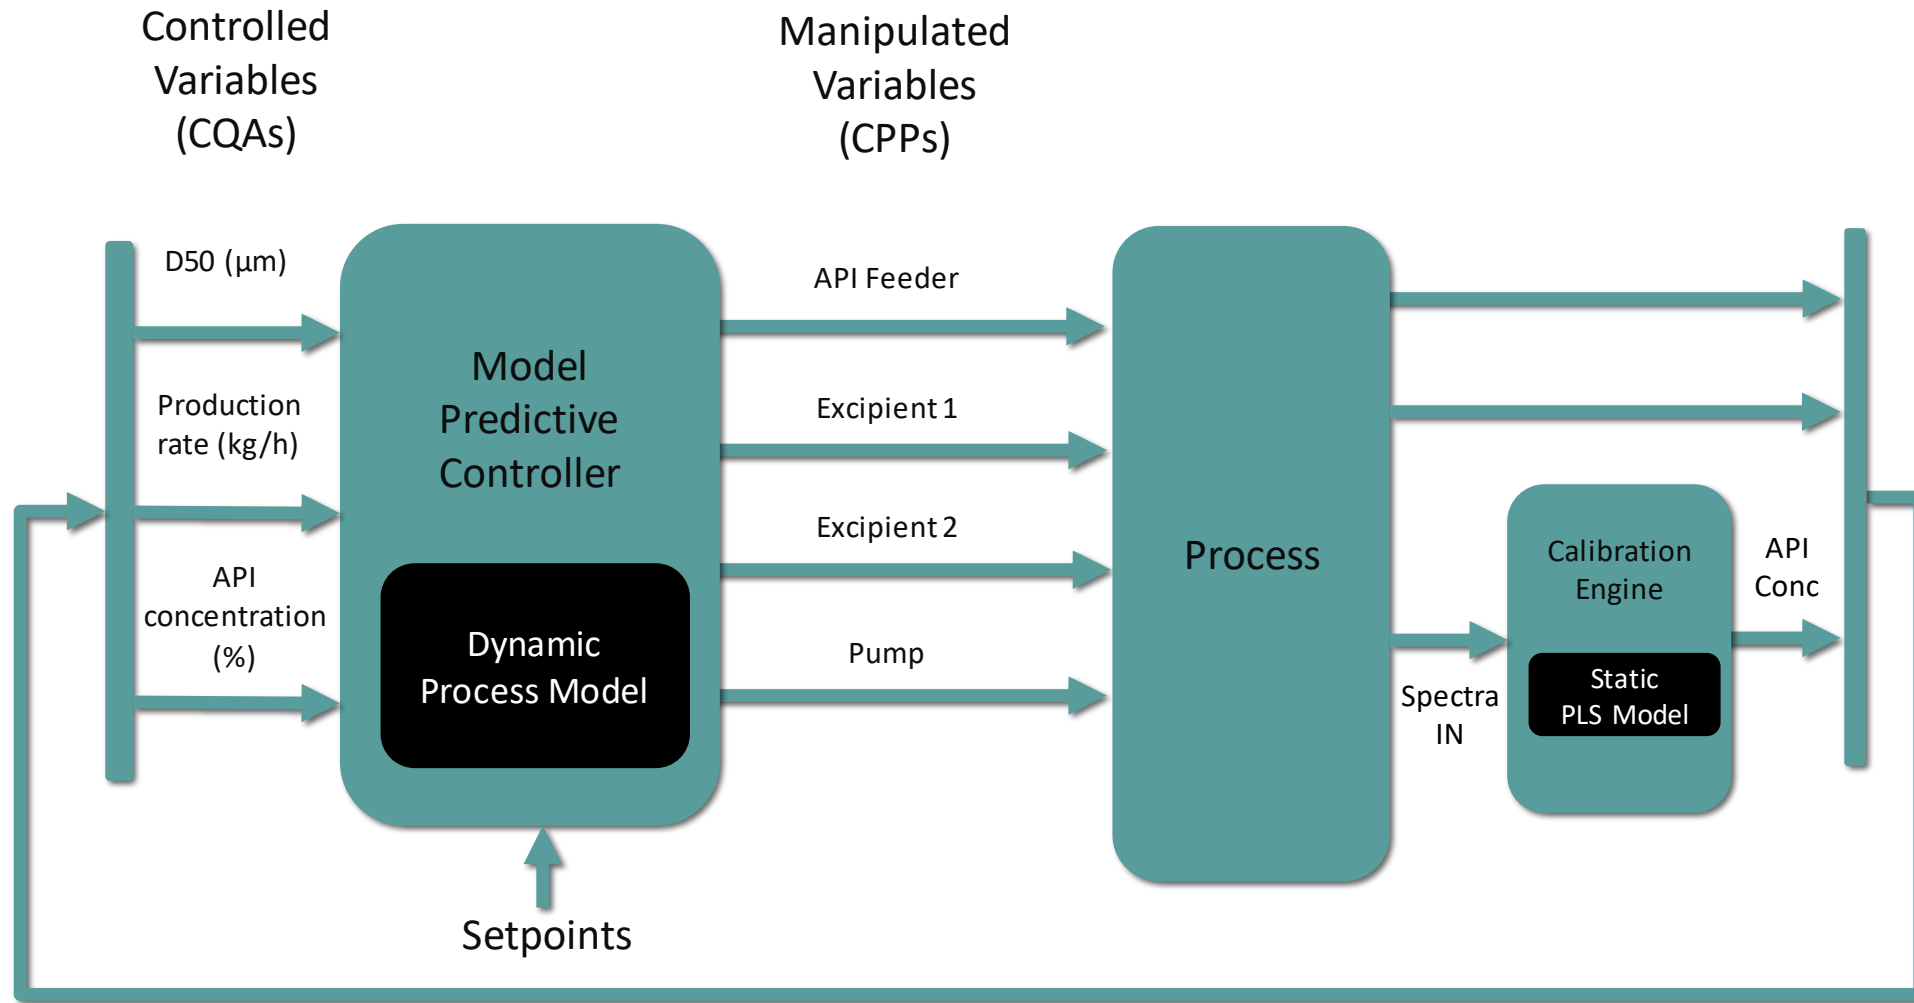 Controlled
Variables
(CQAs)
Manipulated
Variables
(CPPs)
D50 (µm)
Production
rate (kg/h)
API
concentration
(%)
Model
Predictive
Controller
Dynamic
Process Model
Setpoints
API Feeder
Excipient 1
Excipient 2
Pump
Process
Spectra
IN
Calibration
Engine
Static
PLS Model
API
Conc